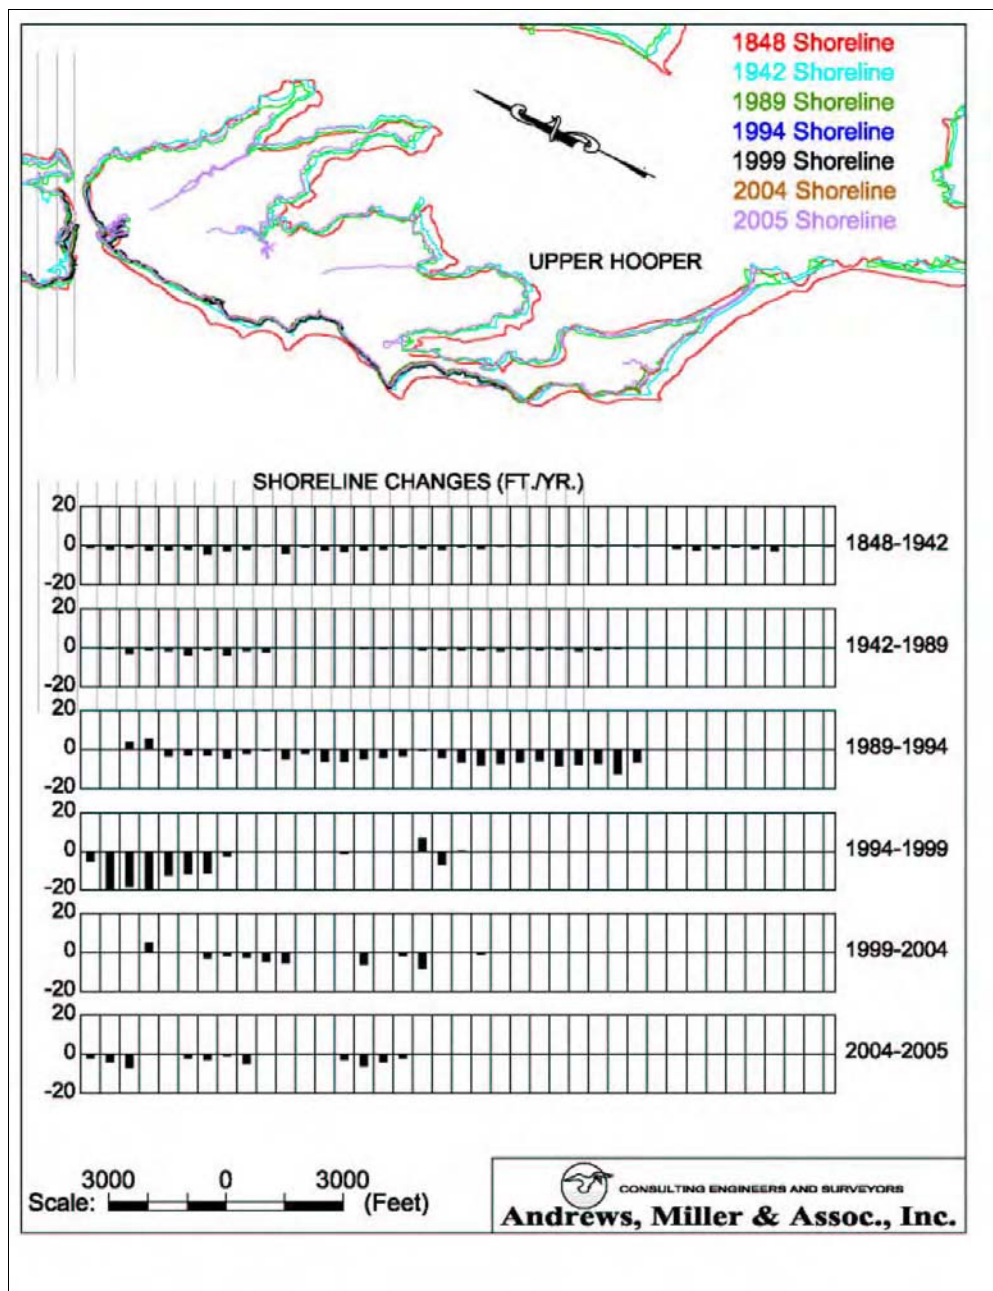 1848 Shoreline
1942 Shoreline
1989 Shoreline
1994 Shoreline
1999 Shoreline
2004 Shoreline
2005 Shoreline
UPPER HOOPER
SHORELINE CHANGES (FT./YR.)
20
0
-20
1848-1942
20
0
-20
1942-1989
20
0
-20
1989-1994
20
0
-20
1994-1999
20
0
-20
1999-2004
20
0
-20
2004-2005
3000 0 3000
Scale: (Feet)
CONSULTING ENGINEERS AND SURVEYORS
Andrews, Miller & Assoc., Inc.